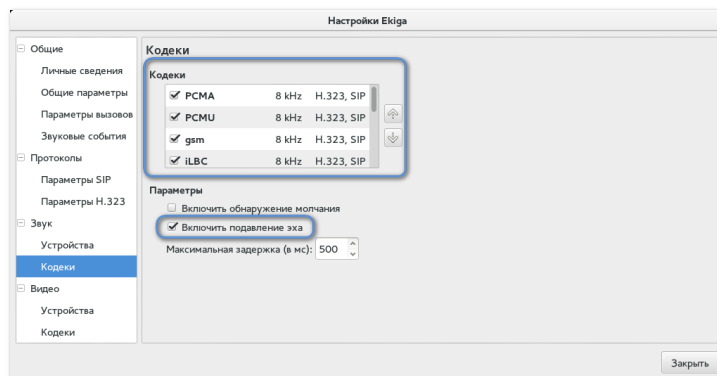 Настройки Ekiga
Общие
Личные сведения
Общие параметры
Параметры вызовов
Звуковые события
Протоколы
Параметры SIP
Параметры H.323
Звук
Устройства
Кодеки
Видео
Устройства
Кодеки
Кодеки
Кодеки
PCMA 8 kHz H.323, SIP
PCMU 8 kHz H.323, SIP
gsm 8 kHz H.323, SIP
iLBC 8 kHz H.323, SIP
Параметры
Включить обнаружение молчания
Включить подавление эха
Максимальная задержка (в мс): 500
Закрыть